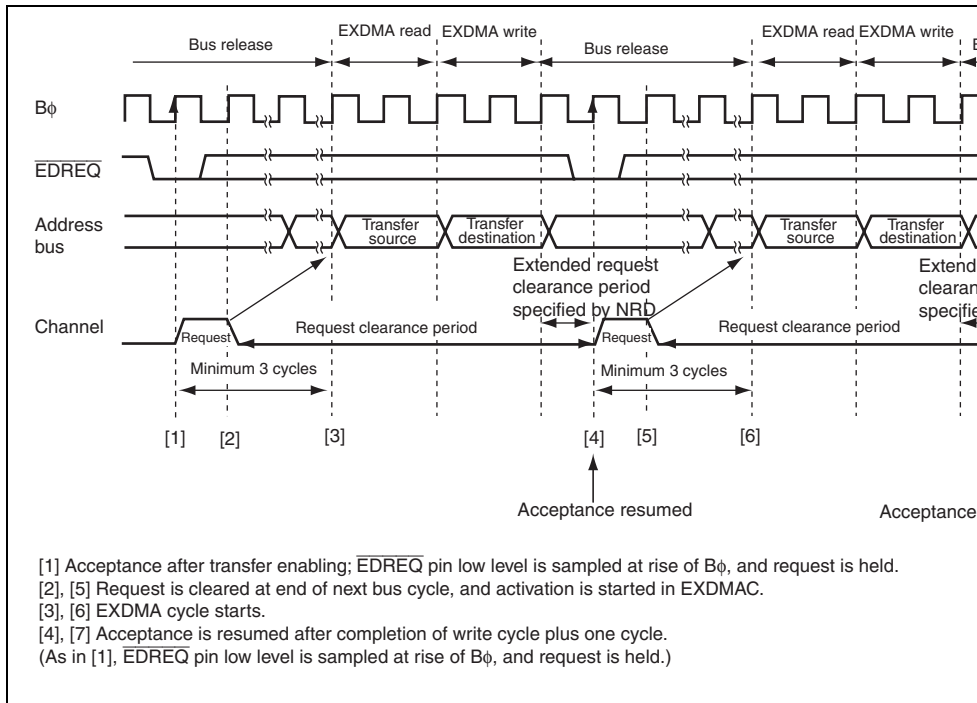 EXDMA read EXDMA write EXDMA read EXDMA write
Bus release Bus release
Bφ
EDREQ
Address bus
Transfer source Transfer destination Transfer source Transfer destination
Extended request
clearance period
specified by NRD
Extend
clearan
specifie
Channel
Request Request clearance period Request Request clearance period
Minimum 3 cycles Minimum 3 cycles
[1] [2] [3] [4] [5] [6]
Acceptance resumed Acceptance
[1] Acceptance after transfer enabling; EDREQ pin low level is sampled at rise of Bφ, and request is held.
[2], [5] Request is cleared at end of next bus cycle, and activation is started in EXDMAC.
[3], [6] EXDMA cycle starts.
[4], [7] Acceptance is resumed after completion of write cycle plus one cycle.
(As in [1], EDREQ pin low level is sampled at rise of Bφ, and request is held.)